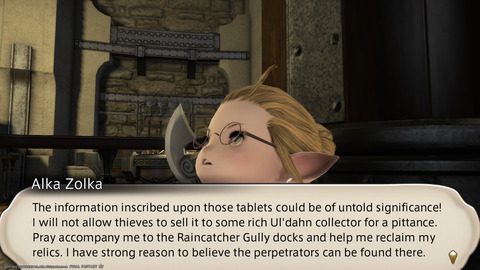 Alka Zolka
The information inscribed upon those tablets could be of untold significance!
I will not allow thieves to sell it to some rich Ul'dahn collector for a pittance.
Pray accompany me to the Raincatcher Gully docks and help me reclaim my
relics. I have strong reason to believe the perpetrators can be found there.